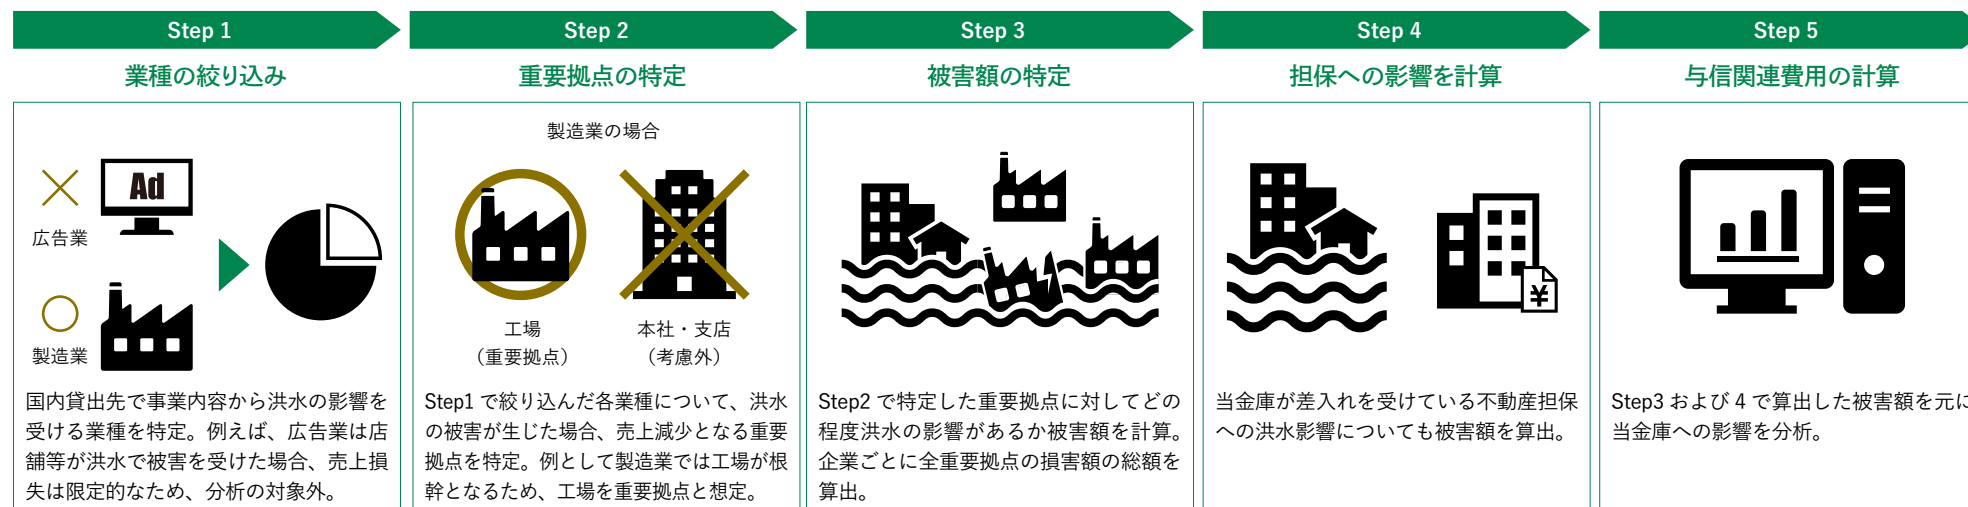 Step 1
業種の絞り込み
Ad
広告業
製造業
国内貸出先で事業内容から洪水の影響を
受ける業種を特定。例えば、広告業は店
舗等が洪水で被害を受けた場合、売上損
失は限定的なため、分析の対象外。
Step 2
重要拠点の特定
製造業の場合
工場
（重要拠点）
本社・支店
（考慮外）
Step1 で絞り込んだ各業種について、洪水
の被害が生じた場合、売上減少となる重要
拠点を特定。例として製造業では工場が根
幹となるため、工場を重要拠点と想定。
Step 3
被害額の特定
Step2 で特定した重要拠点に対してどの
程度洪水の影響があるか被害額を計算。
企業ごとに全重要拠点の損害額の総額を
算出。
Step 4
担保への影響を計算
¥
当金庫が差入れを受けている不動産担保
への洪水影響についても被害額を算出。
Step 5
与信関連費用の計算
Step3 および 4 で算出した被害額を元に
当金庫への影響を分析。